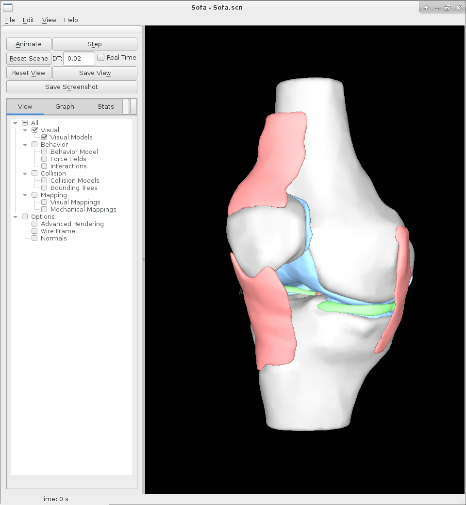 Sofa - Sofa.scn
File Edit View Help
Animate Step
Reset Scene DT: 0.02 Real Time
Reset View Save View
Save Screenshot
View Graph Stats
All
Visual
Visual Models
Behavior
Behavior Model
Force Fields
Interactions
Collision
Collision Models
Bounding Trees
Mapping
Visual Mappings
Mechanical Mappings
Options
Advanced Rendering
Wire Frame
Normals
Time: 0 s